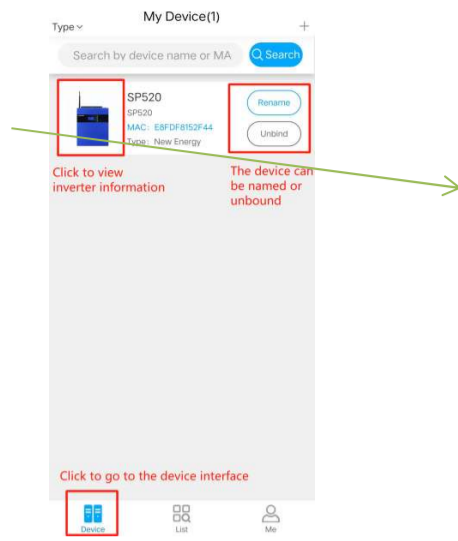 My Device(1)
Type
Search by device name or MA
Search
SP520
SP520
MAC: E8FDF8152F44
Type: New Energy
Rename
Unbind
Click to view
inverter information
The device can
be named or
unbound
Click to go to the device interface
Device
List
Me